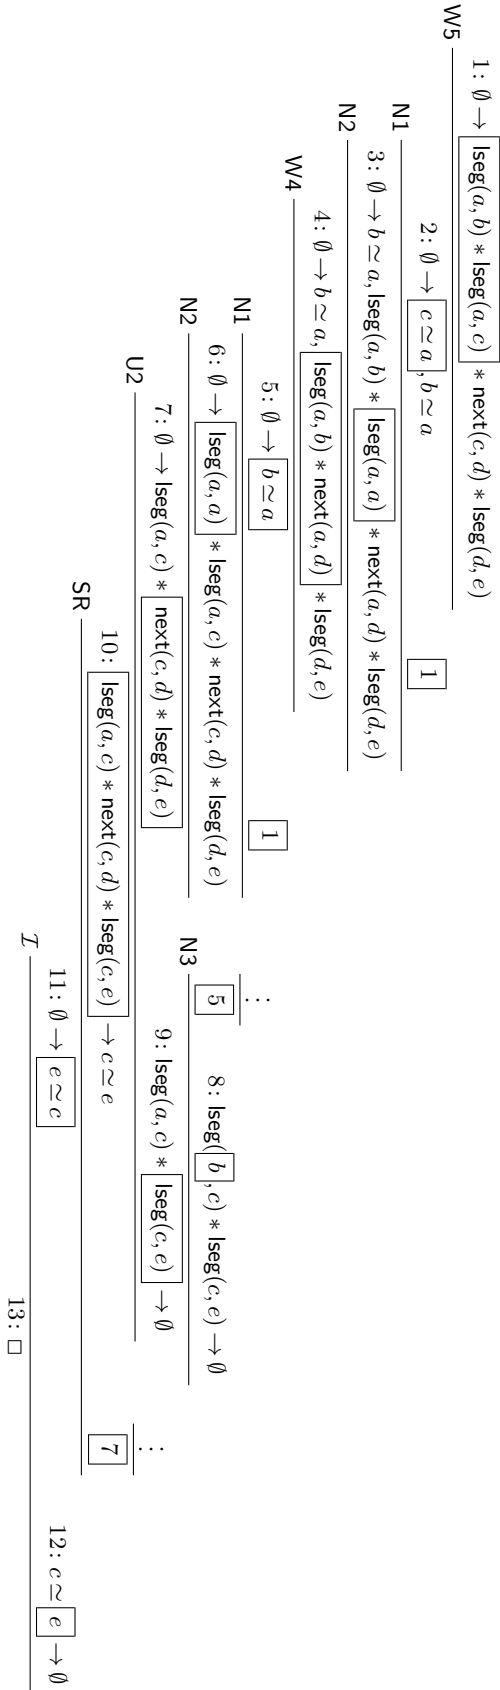 1: ∅ → lseg(a, b) ∗ lseg(a, c) ∗ next(c, d) ∗ lseg(d, e)
W5
2: ∅ → c ≃ a , b ≃ a 1
N1
3: ∅ → b ≃ a, lseg(a, b) ∗ lseg(a, a) ∗ next(a, d) ∗ lseg(d, e)
N2
4: ∅ → b ≃ a, lseg(a, b) ∗ next(a, d) ∗ lseg(d, e)
W4
5: ∅ → b ≃ a 1 ⋮
N1
6: ∅ → lseg(a, a) ∗ lseg(a, c) ∗ next(c, d) ∗ lseg(d, e) 5 8: lseg( b , c) ∗ lseg(c, e) → ∅
N2 N3
7: ∅ → lseg(a, c) ∗ next(c, d) ∗ lseg(d, e) 9: lseg(a, c) ∗ lseg(c, e) → ∅ ⋮
U2
10: lseg(a, c) ∗ next(c, d) ∗ lseg(c, e) → c ≃ e 7
SR
11: ∅ → e ≃ c 12: c ≃ e → ∅
ℐ
13: □